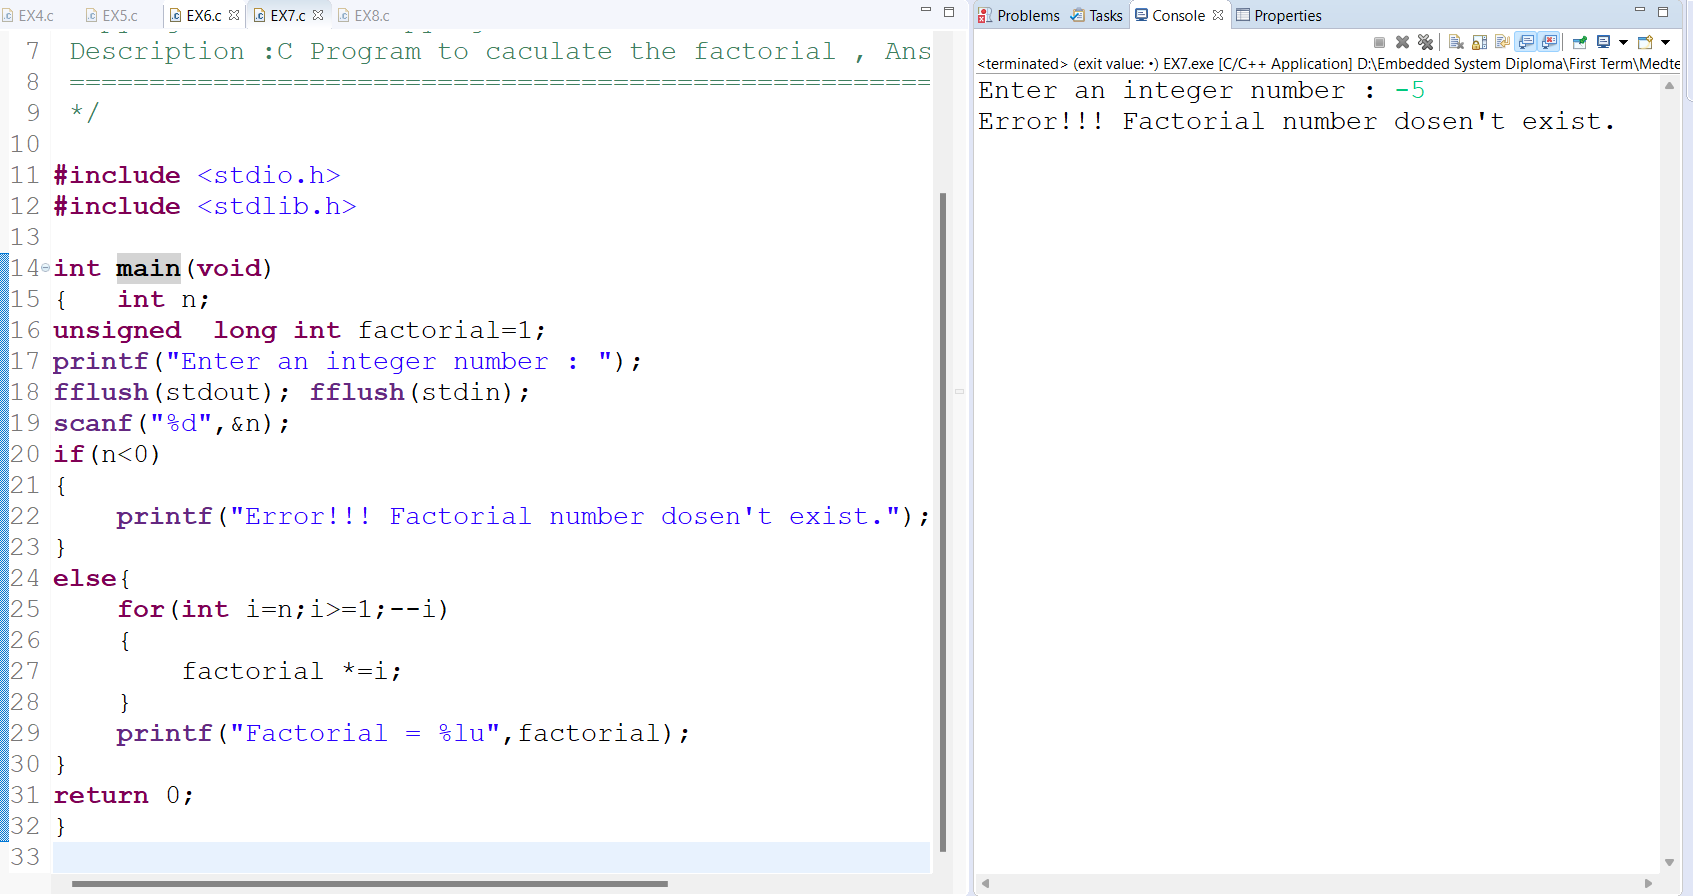 EX4.c EX5.c EX6.c EX7.c EX8.c
7 Description :C Program to caculate the factorial , Ans
8 ======================================================
9 */
10
11 #include <stdio.h>
12 #include <stdlib.h>
13
14 int main(void)
15 {   int n;
16 unsigned  long int factorial=1;
17 printf("Enter an integer number : ");
18 fflush(stdout); fflush(stdin);
19 scanf("%d",&n);
20 if(n<0)
21 {
22     printf("Error!!! Factorial number dosen't exist.");
23 }
24 else{
25     for(int i=n;i>=1;--i)
26     {
27         factorial *=i;
28     }
29     printf("Factorial = %lu",factorial);
30 }
31 return 0;
32 }
33
Problems Tasks Console Properties
<terminated> (exit value: •) EX7.exe [C/C++ Application] D:\Embedded System Diploma\First Term\Medte
Enter an integer number : -5
Error!!! Factorial number dosen't exist.